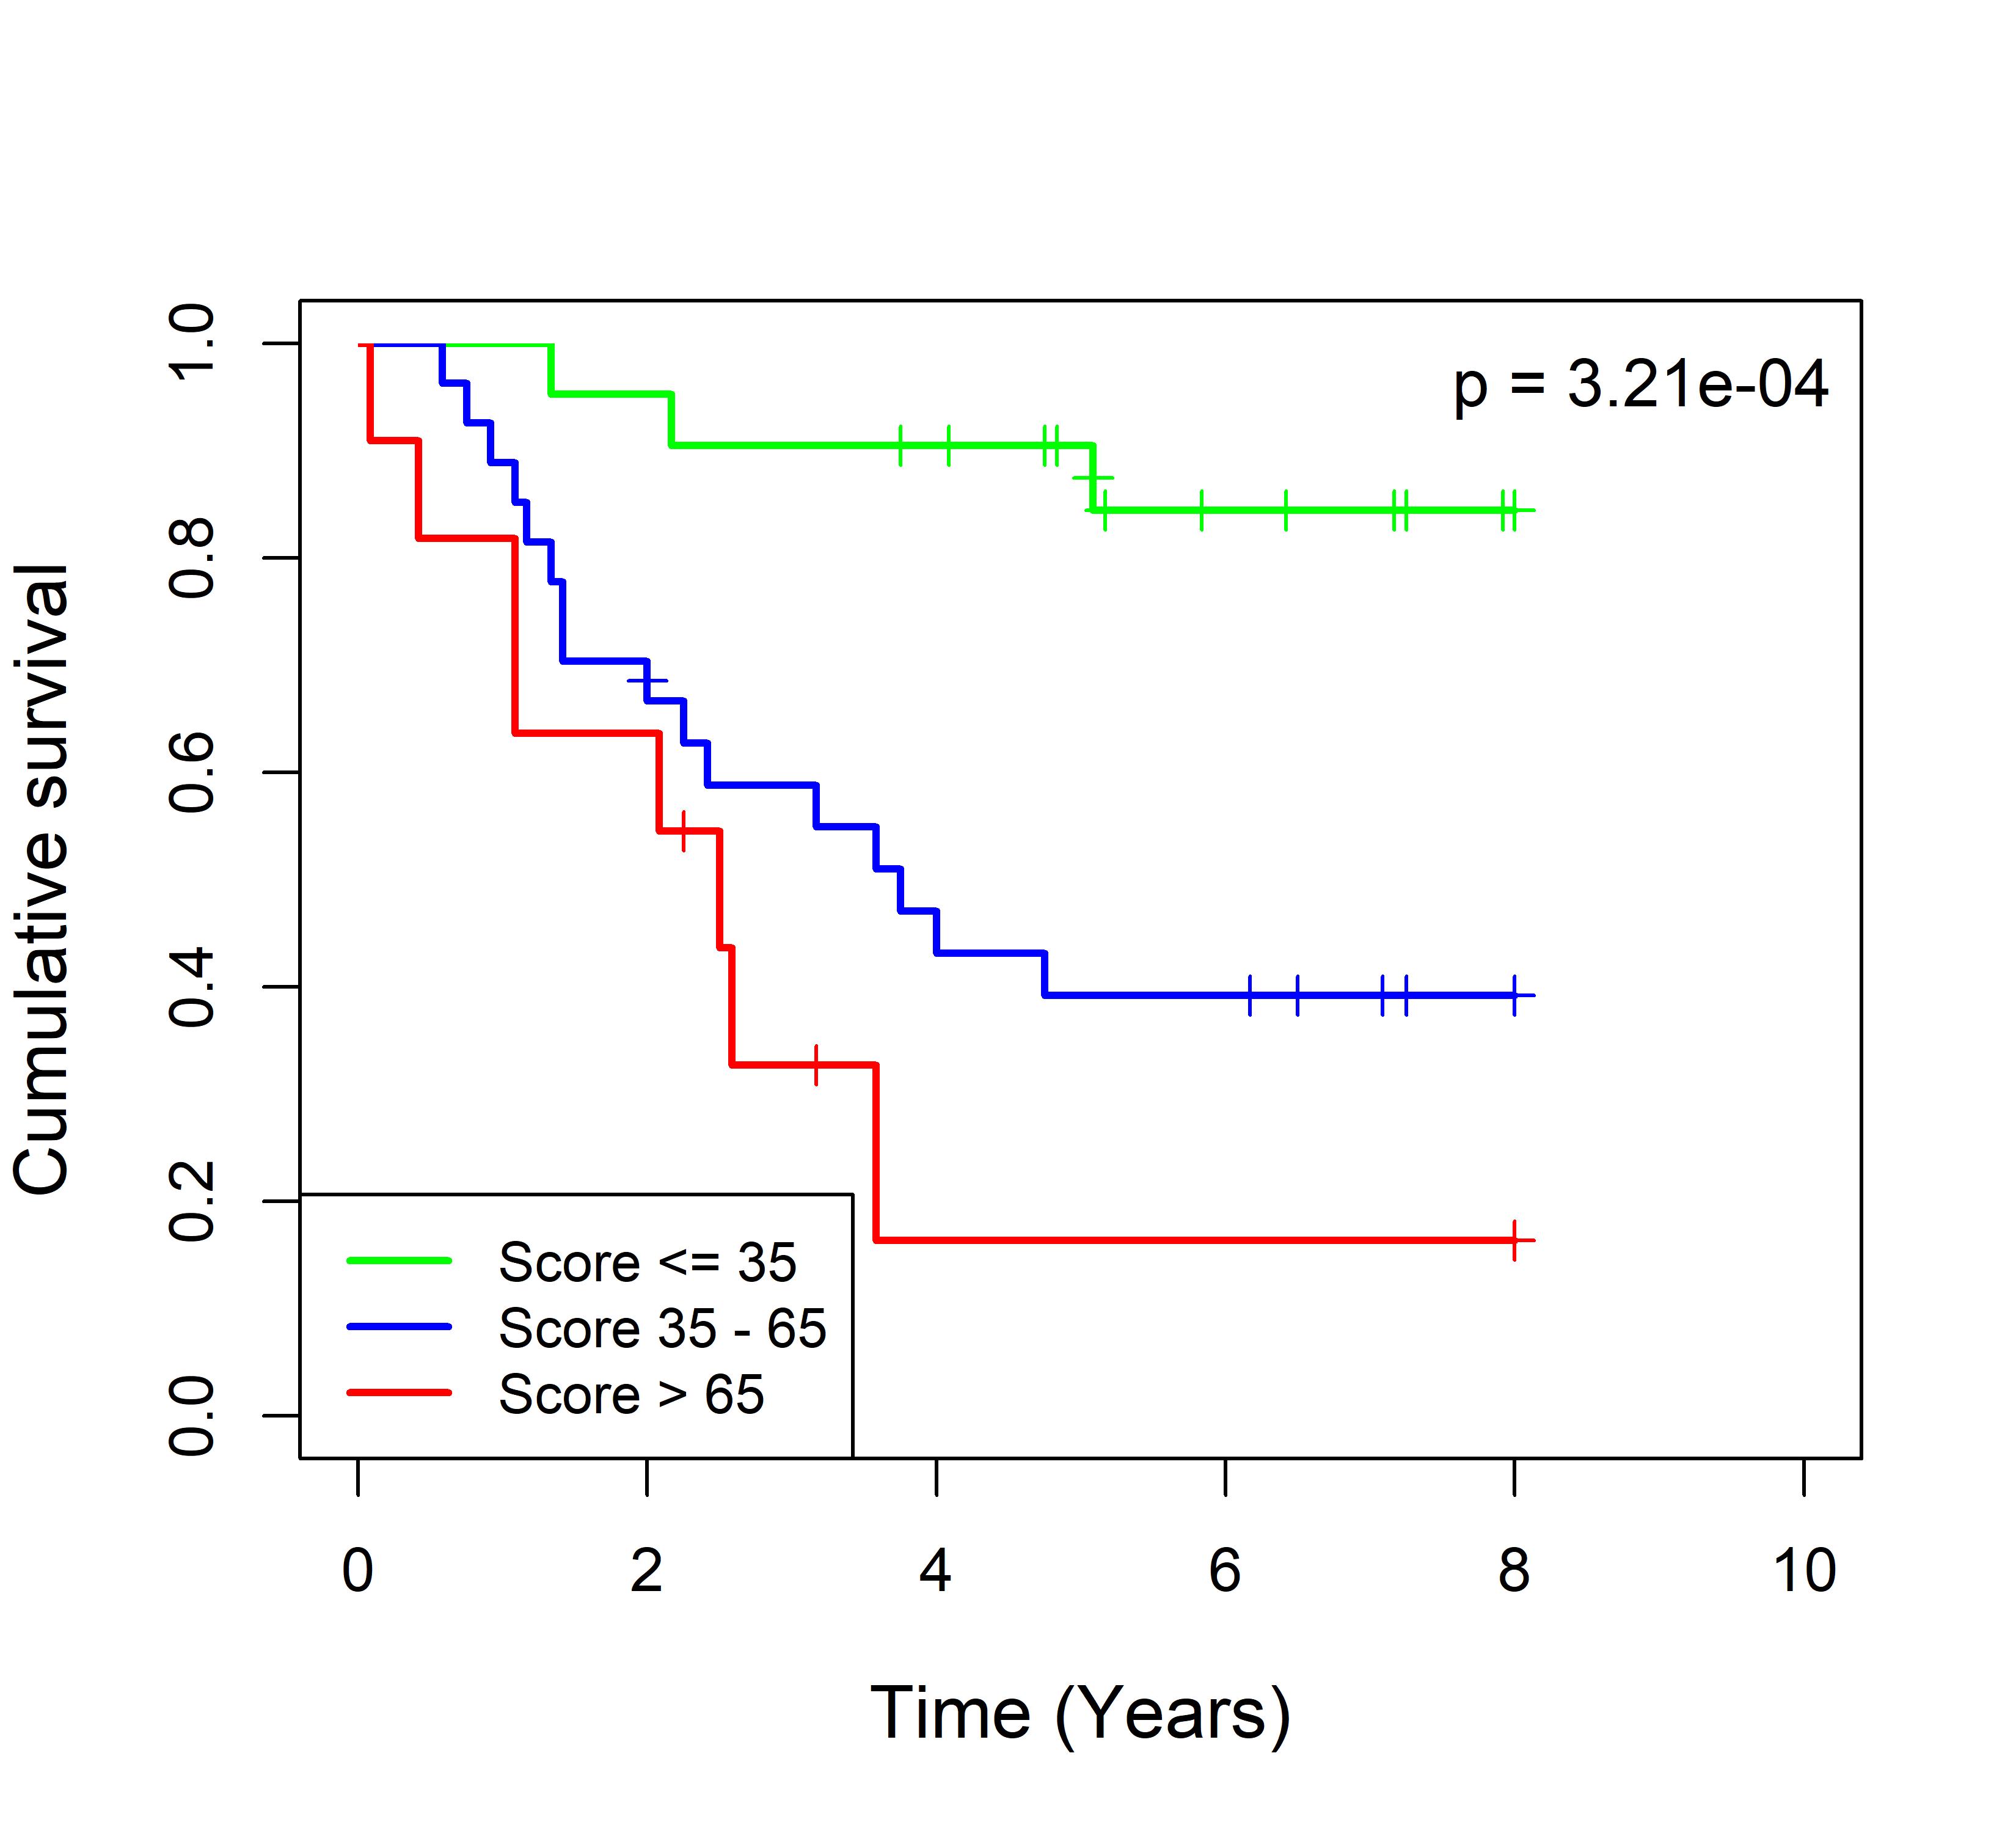 p = 3.21e-04
Cumulative survival
1.0
0.8
0.6
0.4
0.2
0.0
Score <= 35
Score 35 - 65
Score > 65
0 2 4 6 8 10
Time (Years)